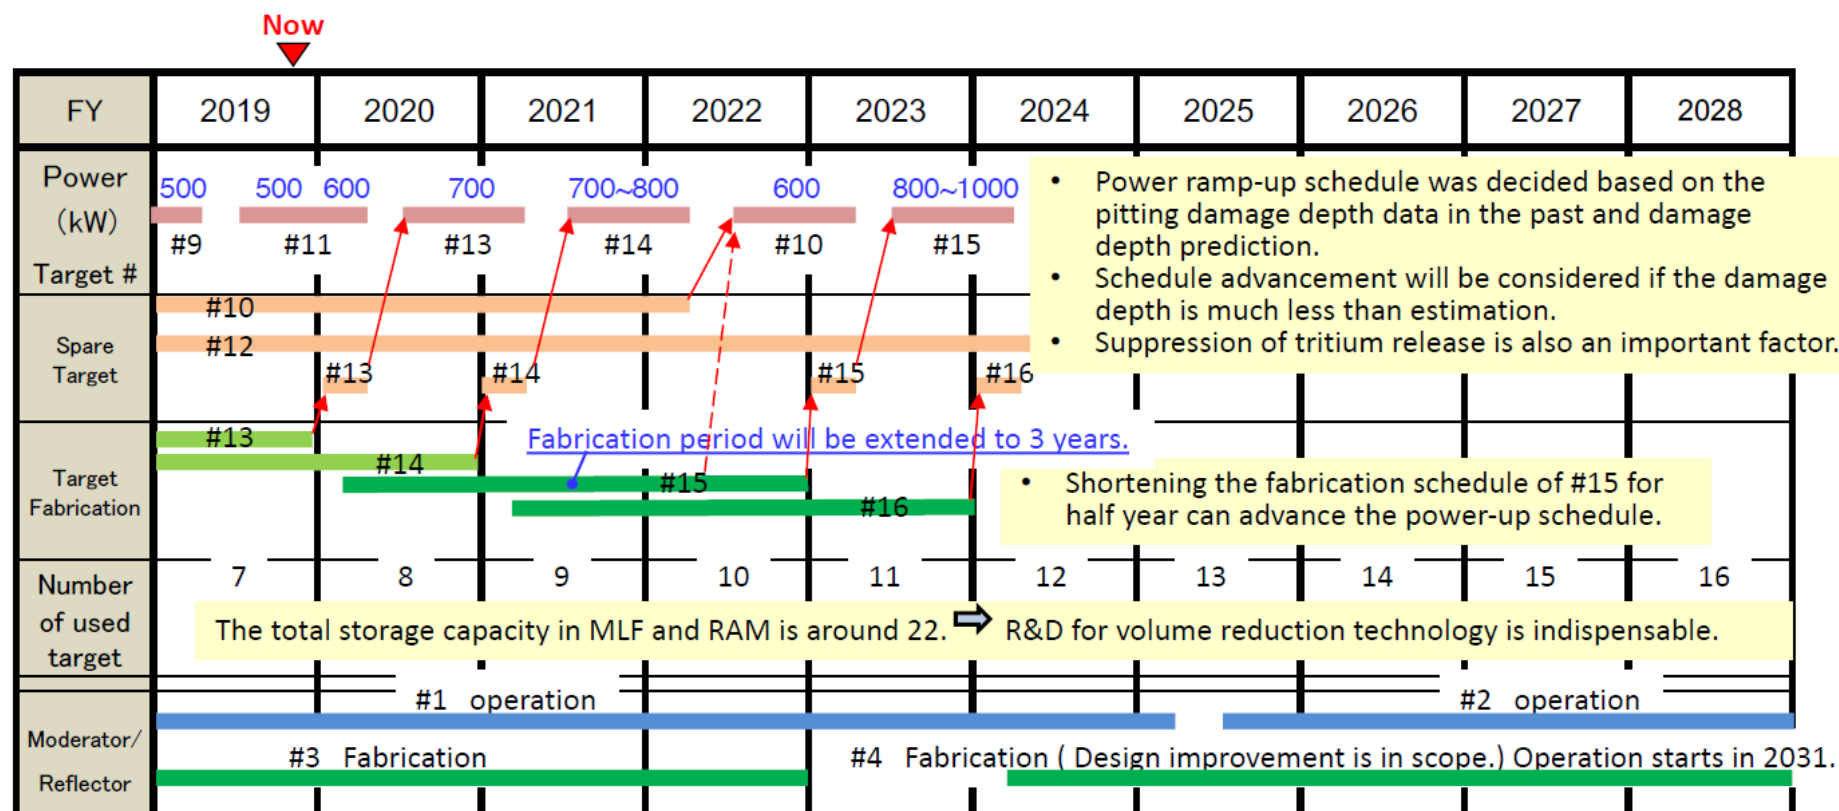 Now
FY 2019 2020 2021 2022 2023 2024 2025 2026 2027 2028
Power
(kW)
Target #
500 500 600 700 700~800 600 800~1000
#9 #11 #13 #14 #10 #15
• Power ramp-up schedule was decided based on the
pitting damage depth data in the past and damage
depth prediction.
• Schedule advancement will be considered if the damage
depth is much less than estimation.
• Suppression of tritium release is also an important factor.
Spare
Target
#10
#12
#13 #14 #15 #16
Target
Fabrication
#13
#14
#15
#16
Fabrication period will be extended to 3 years.
• Shortening the fabrication schedule of #15 for
half year can advance the power-up schedule.
Number
of used
target
7 8 9 10 11 12 13 14 15 16
The total storage capacity in MLF and RAM is around 22. R&D for volume reduction technology is indispensable.
Moderator/
Reflector
#1 operation #2 operation
#3 Fabrication #4 Fabrication ( Design improvement is in scope.) Operation starts in 2031.